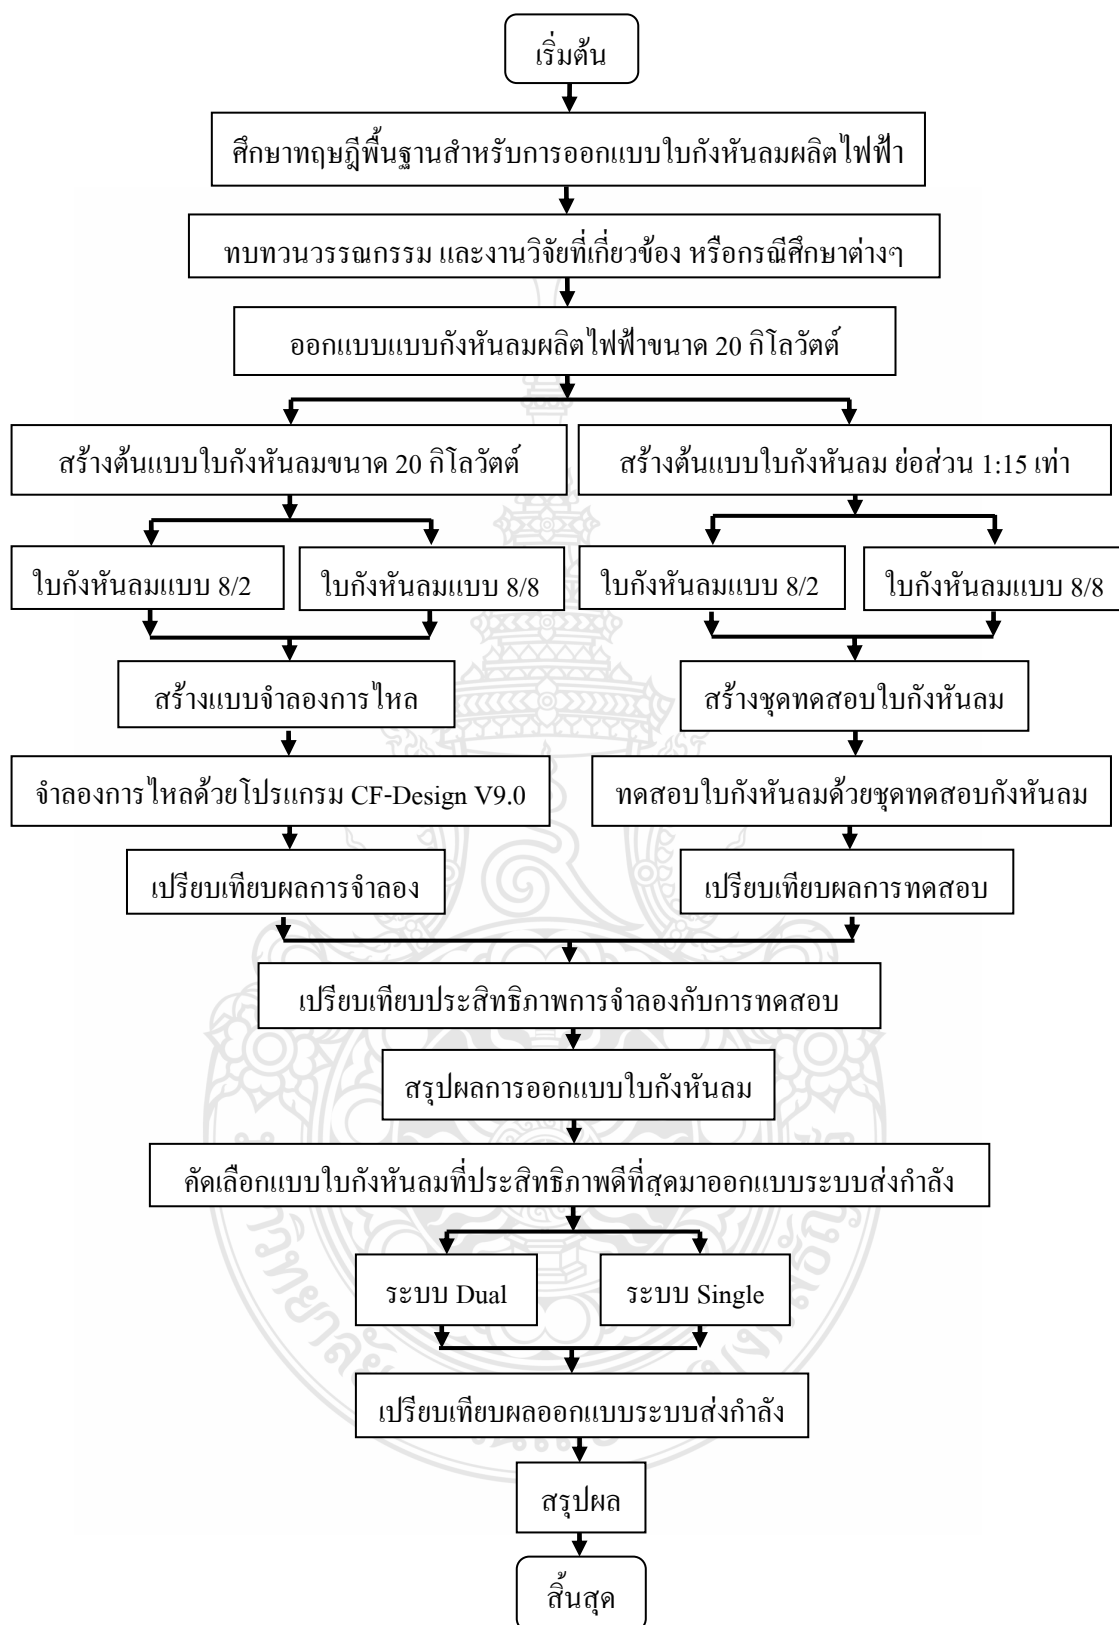 เริ่มต้น
ศึกษาทฤษฎีพื้นฐานสำหรับการออกแบบใบกังหันลมผลิตไฟฟ้า
ทบทวนวรรณกรรม และงานวิจัยที่เกี่ยวข้อง หรือกรณีศึกษาต่างๆ
ออกแบบแบบกังหันลมผลิตไฟฟ้าขนาด 20 กิโลวัตต์
สร้างต้นแบบใบกังหันลมขนาด 20 กิโลวัตต์
สร้างต้นแบบใบกังหันลม ย่อส่วน 1:15 เท่า
ใบกังหันลมแบบ 8/2
ใบกังหันลมแบบ 8/8
ใบกังหันลมแบบ 8/2
ใบกังหันลมแบบ 8/8
สร้างแบบจำลองการไหล
สร้างชุดทดสอบใบกังหันลม
จำลองการไหลด้วยโปรแกรม CF-Design V9.0
ทดสอบใบกังหันลมด้วยชุดทดสอบกังหันลม
เปรียบเทียบผลการจำลอง
เปรียบเทียบผลการทดสอบ
เปรียบเทียบประสิทธิภาพการจำลองกับการทดสอบ
สรุปผลการออกแบบใบกังหันลม
คัดเลือกแบบใบกังหันลมที่ประสิทธิภาพดีที่สุดมาออกแบบระบบส่งกำลัง
ระบบ Dual
ระบบ Single
เปรียบเทียบผลออกแบบระบบส่งกำลัง
สรุปผล
สิ้นสุด